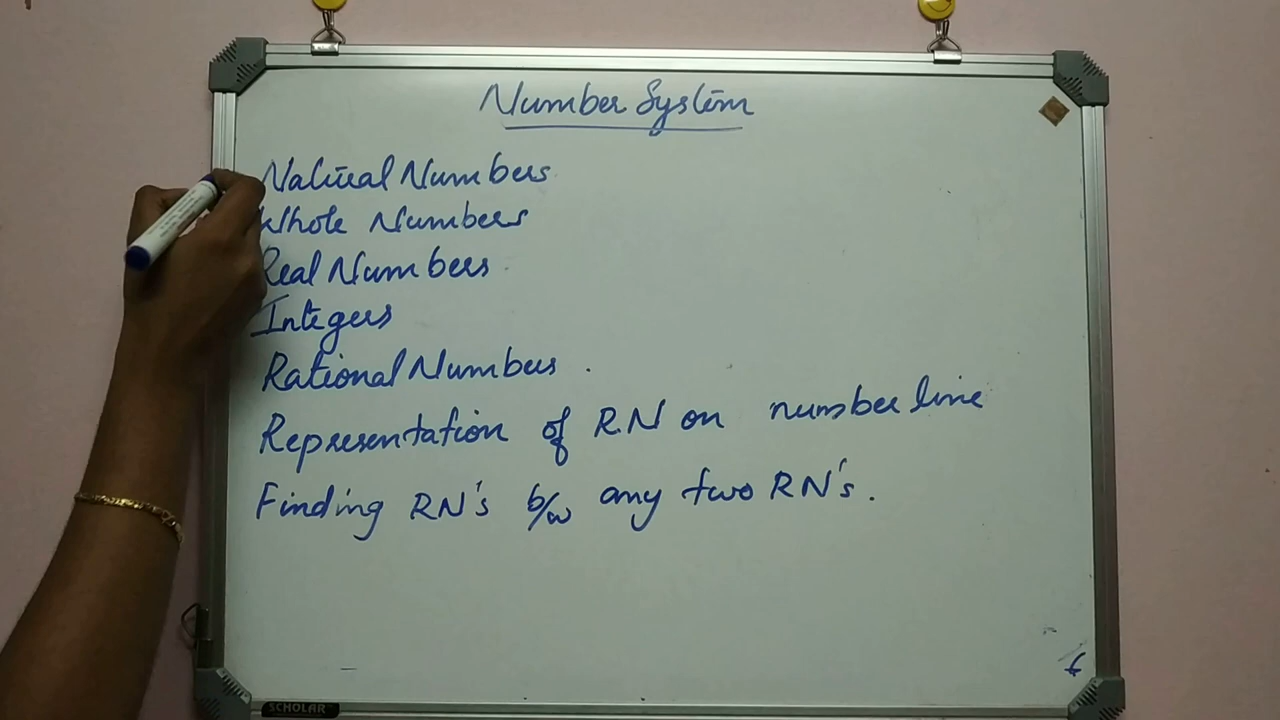 Number System
Natural Numbers
Whole Numbers
Real Numbers
Integers
Rational Numbers.
Representation of RN on number line
Finding RN's b/w any two RN's.
SCHOLAR